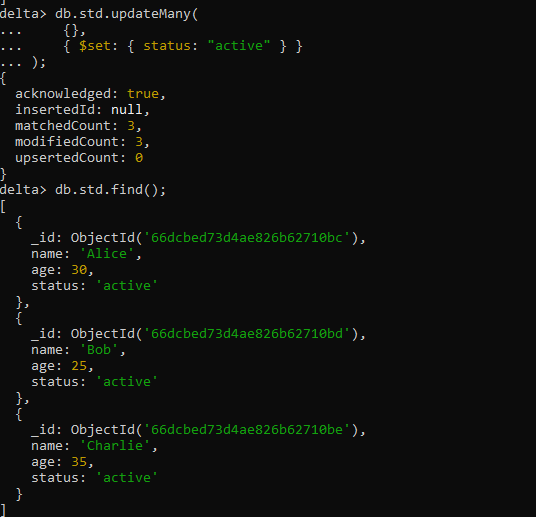 ]
delta> db.std.updateMany(
...     {},
...     { $set: { status: "active" } }
... );
{
  acknowledged: true,
  insertedId: null,
  matchedCount: 3,
  modifiedCount: 3,
  upsertedCount: 0
}
delta> db.std.find();
[
  {
    _id: ObjectId('66dcbed73d4ae826b62710bc'),
    name: 'Alice',
    age: 30,
    status: 'active'
  },
  {
    _id: ObjectId('66dcbed73d4ae826b62710bd'),
    name: 'Bob',
    age: 25,
    status: 'active'
  },
  {
    _id: ObjectId('66dcbed73d4ae826b62710be'),
    name: 'Charlie',
    age: 35,
    status: 'active'
  }
]